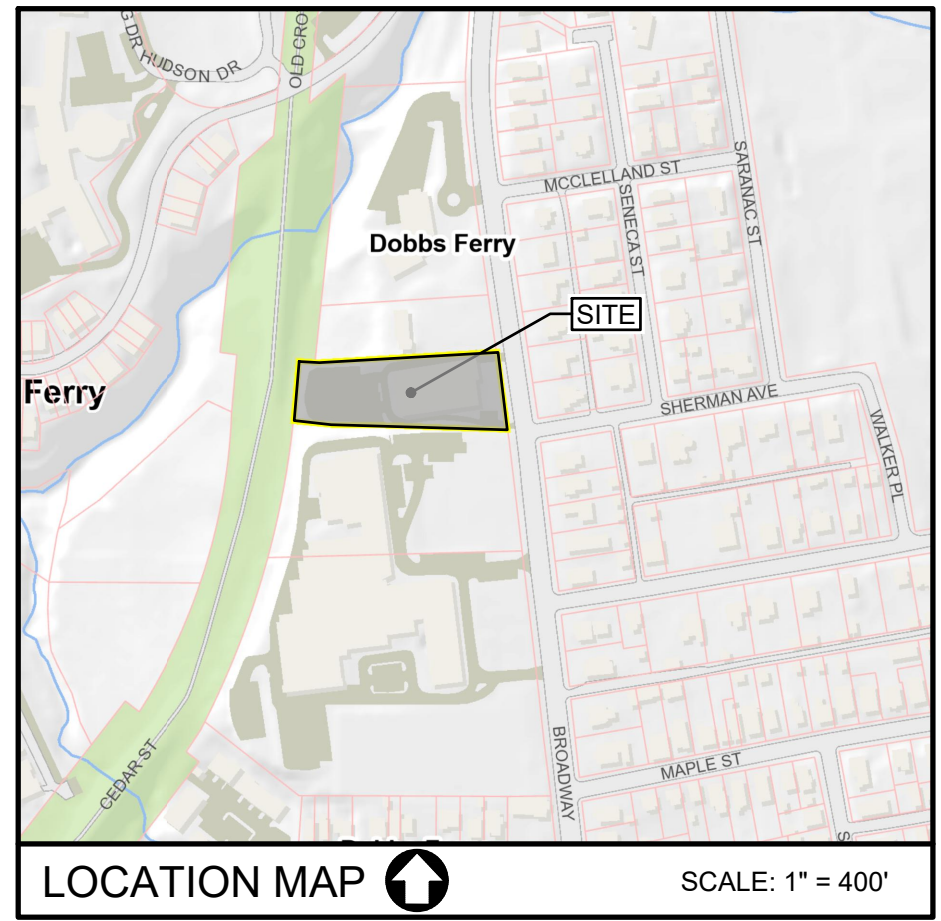 G DR
HUDSON DR
OLD CRO
MCCLELLAND ST
SENECA ST
SARANAC ST
Dobbs Ferry
SITE
Ferry
SHERMAN AVE
WALKER PL
BROADWAY
MAPLE ST
CEDAR ST
S
LOCATION MAP
SCALE: 1" = 400'